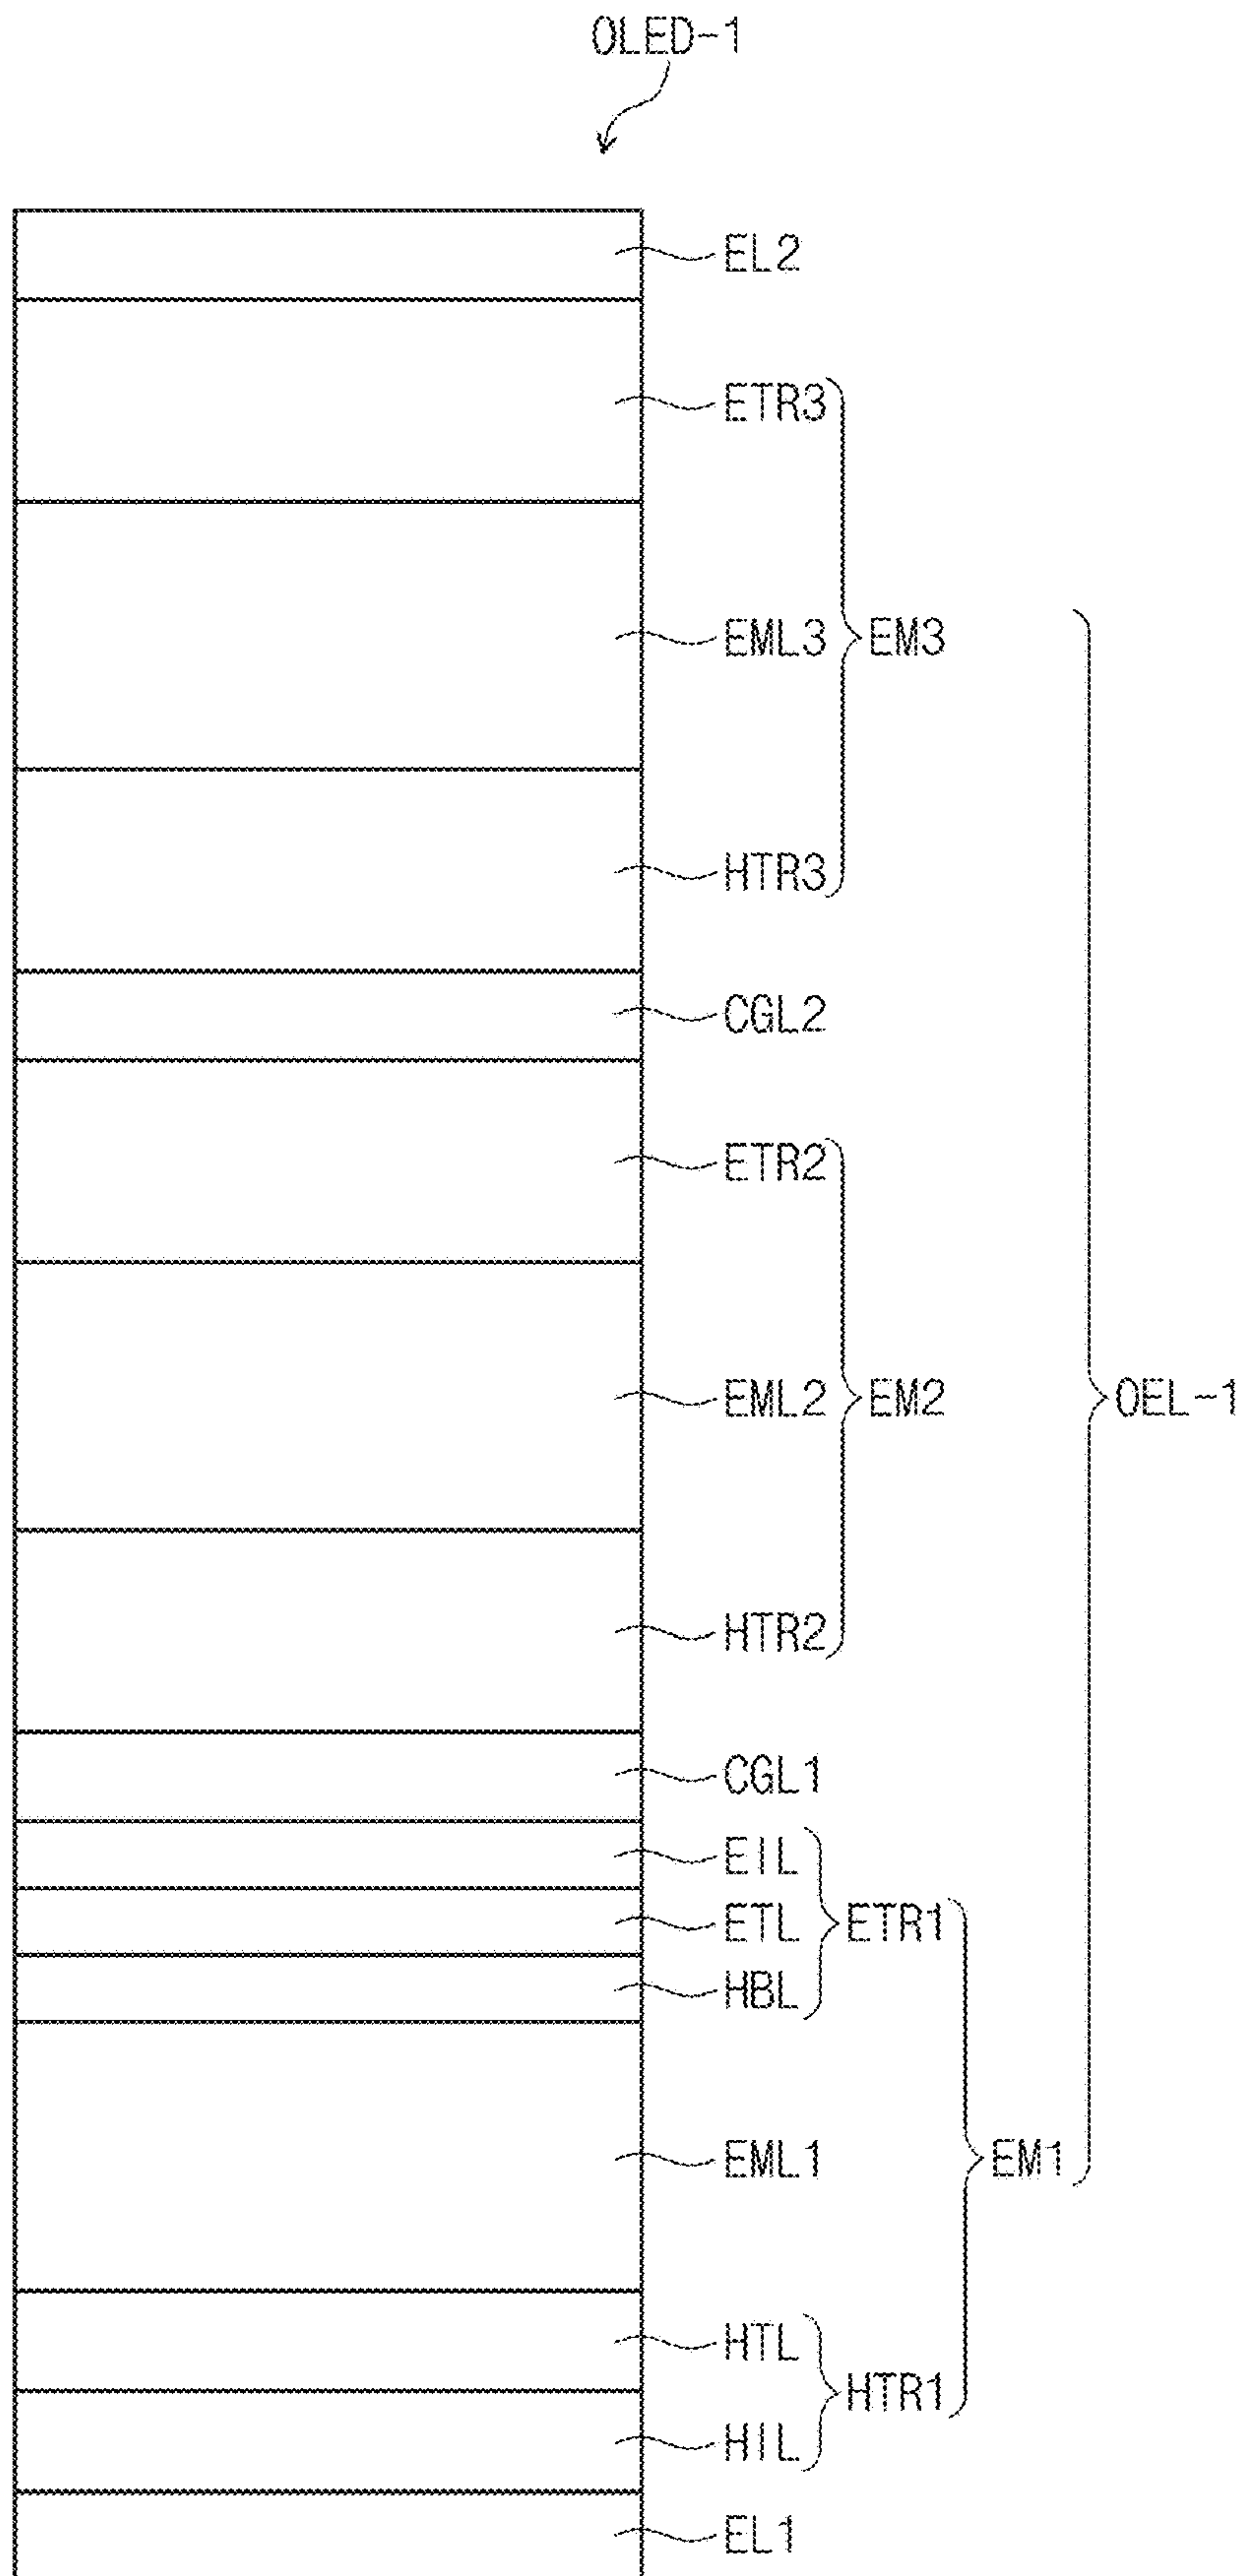 OLED-1
EL2
ETR3
EML3 EM3
HTR3
CGL2
ETR2
EML2 EM2 OEL-1
HTR2
CGL1
EIL
ETL ETR1
HBL
EML1 EM1
HTL
HTR1
HIL
EL1